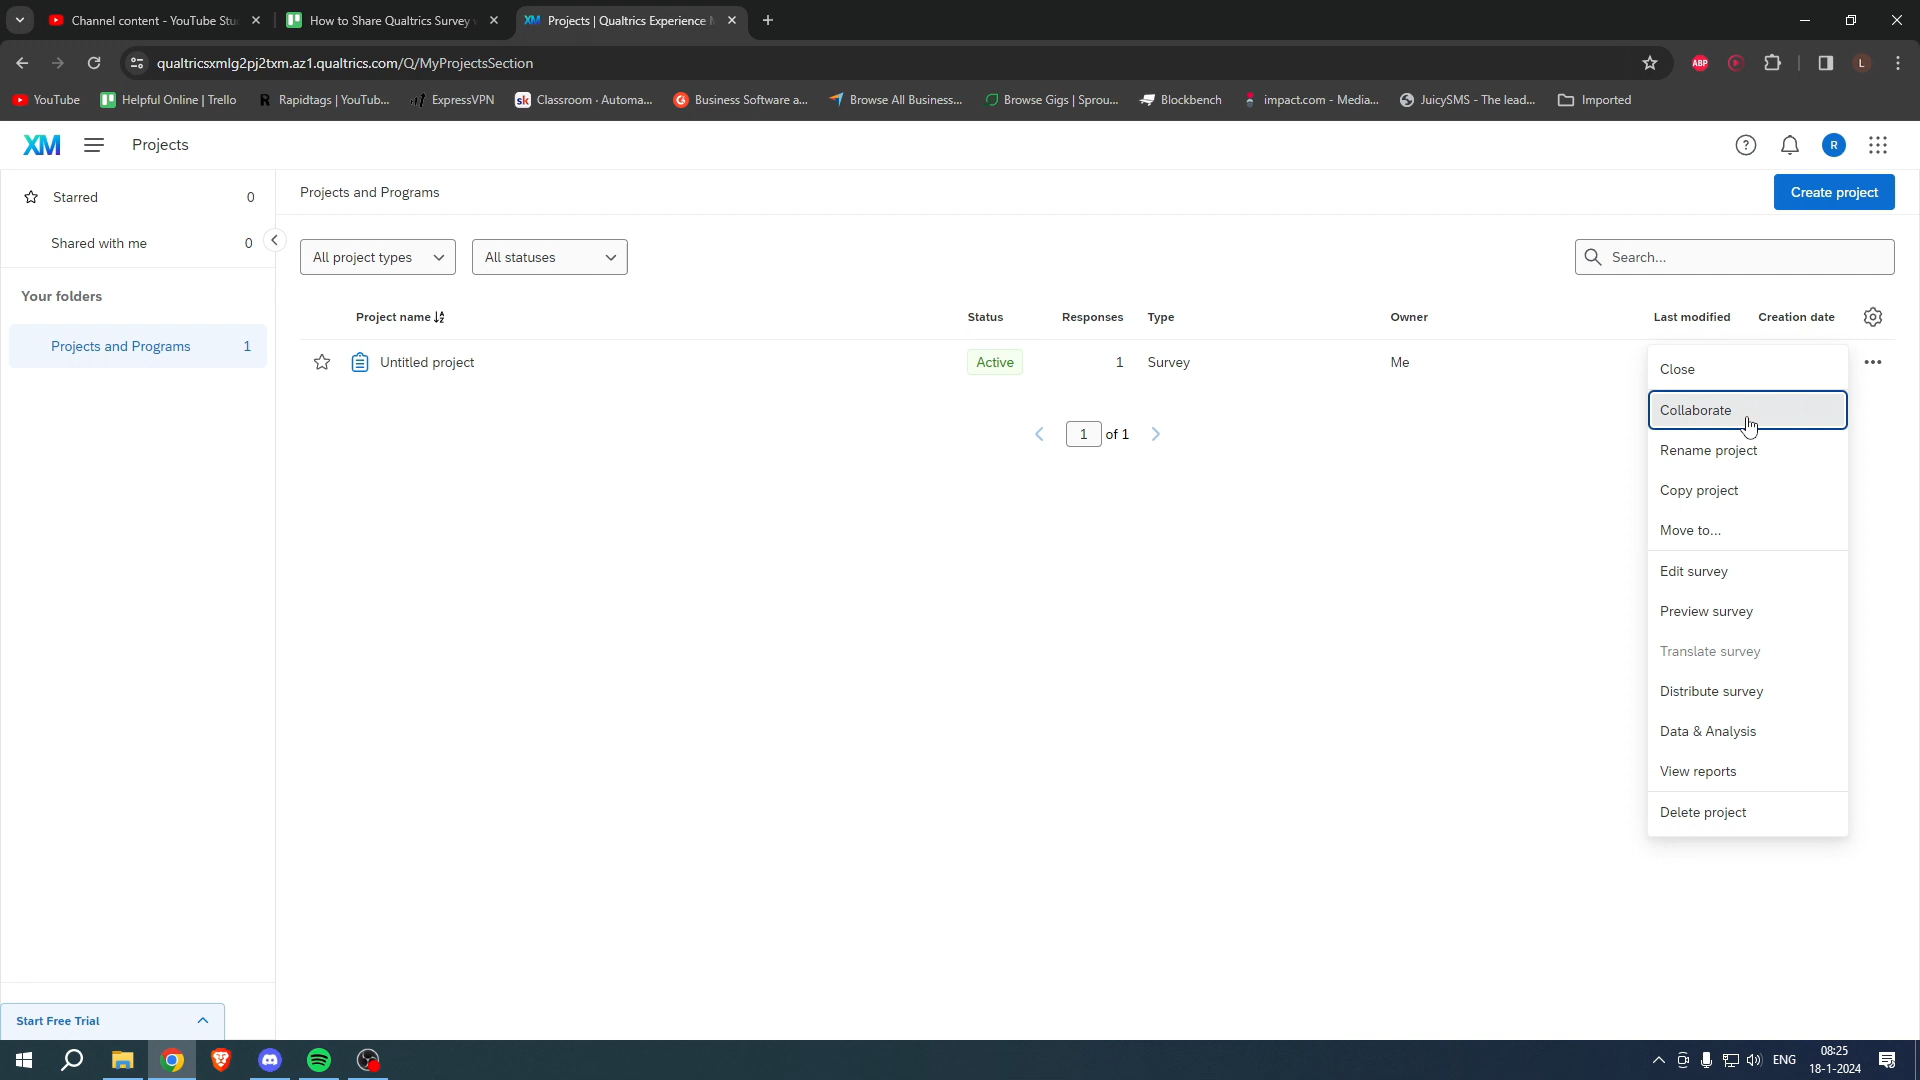 Channel content - YouTube Stu
How to Share Qualtrics Survey
XM Projects | Qualtrics Experience M
qualtricsxmlg2pj2txm.az1.qualtrics.com/Q/MyProjectsSection
ABP
L
YouTube
Helpful Online | Trello
R Rapidtags | YouTub...
ExpressVPN
sk Classroom - Automa...
Business Software a...
Browse All Business...
Browse Gigs | Sprou...
Blockbench
impact.com - Media...
JuicySMS - The lead...
Imported
XM
Projects
R
Starred 0
Shared with me 0
Your folders
Projects and Programs 1
Start Free Trial
Projects and Programs
Create project
All project types
All statuses
Search...
Project name Status Responses Type Owner Last modified Creation date
Untitled project Active 1 Survey Me
1 of 1
Close
Collaborate
Rename project
Copy project
Move to...
Edit survey
Preview survey
Translate survey
Distribute survey
Data & Analysis
View reports
Delete project
ENG
08:25
18-1-2024